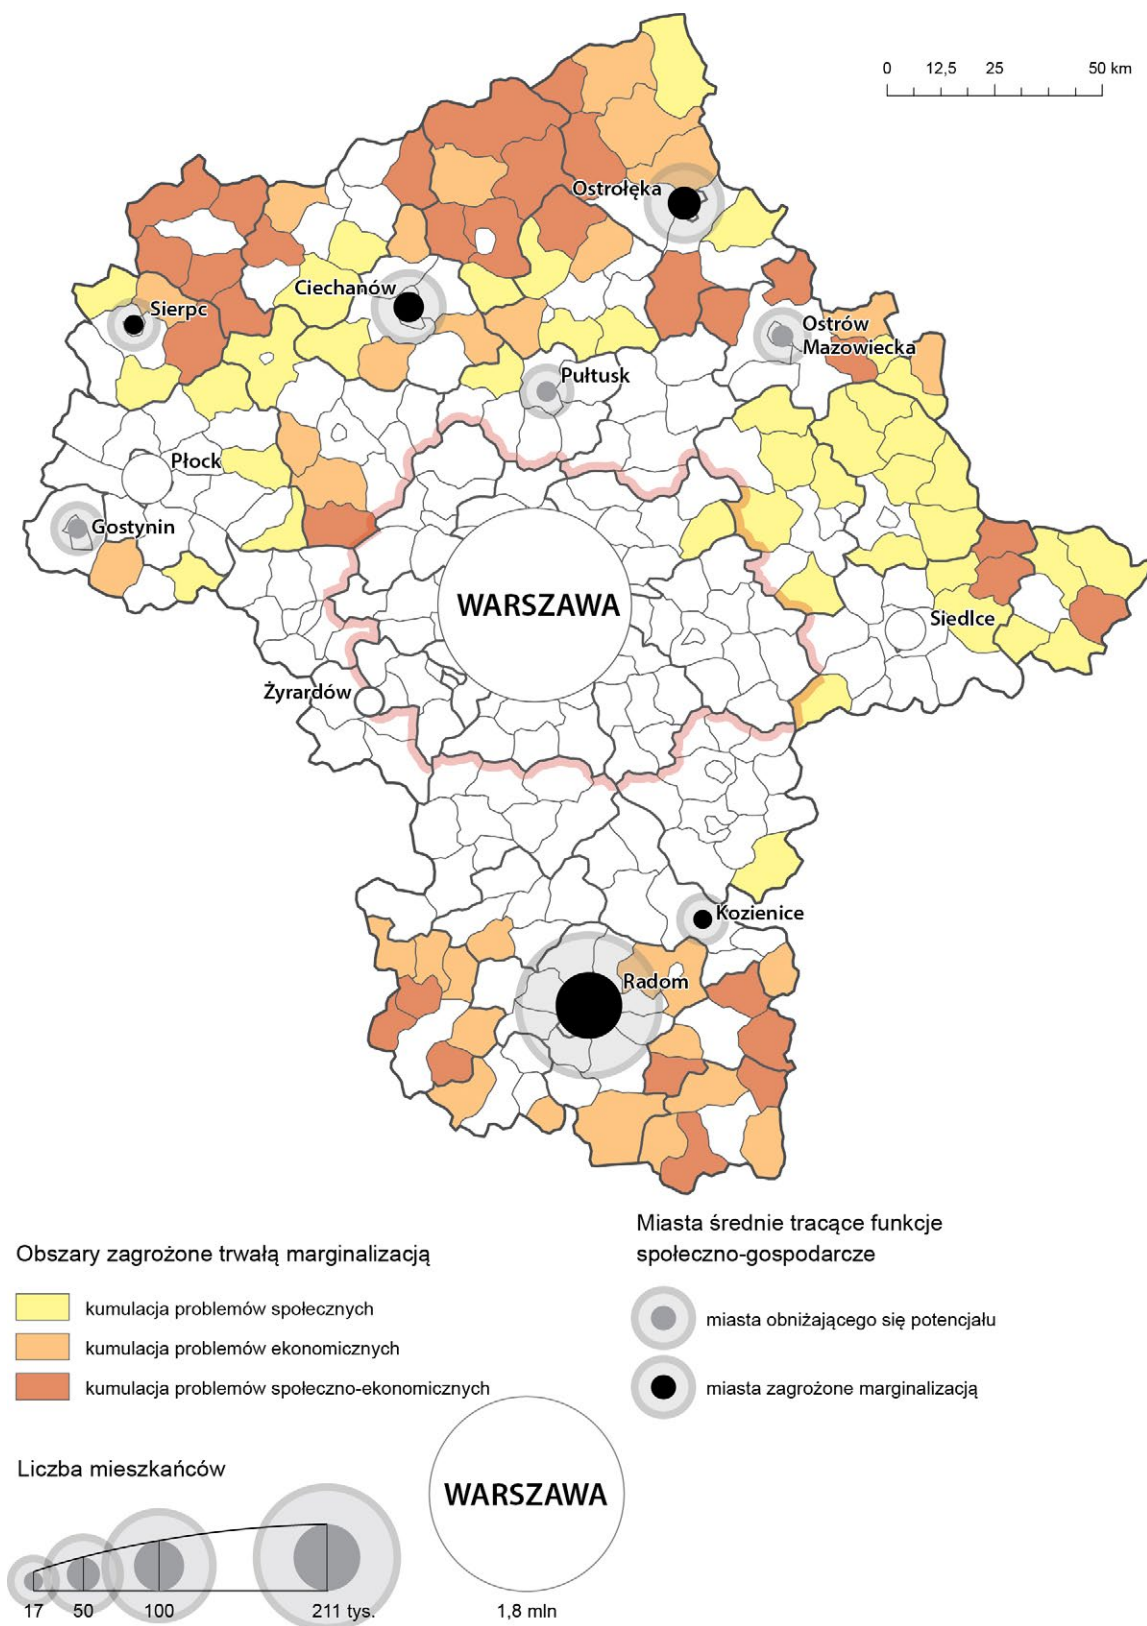 0 12,5 25 50 km
Ostrołęka
Ciechanów
Sierpc
Ostrów
Mazowiecka
Pułtusk
Płock
Gostynin
WARSZAWA
Siedlce
Żyrardów
Kozienice
Radom
Obszary zagrożone trwałą marginalizacją
kumulacja problemów społecznych
kumulacja problemów ekonomicznych
kumulacja problemów społeczno-ekonomicznych
Miasta średnie tracące funkcje
społeczno-gospodarcze
miasta obniżającego się potencjału
miasta zagrożone marginalizacją
Liczba mieszkańców
WARSZAWA
17 50 100 211 tys. 1,8 mln